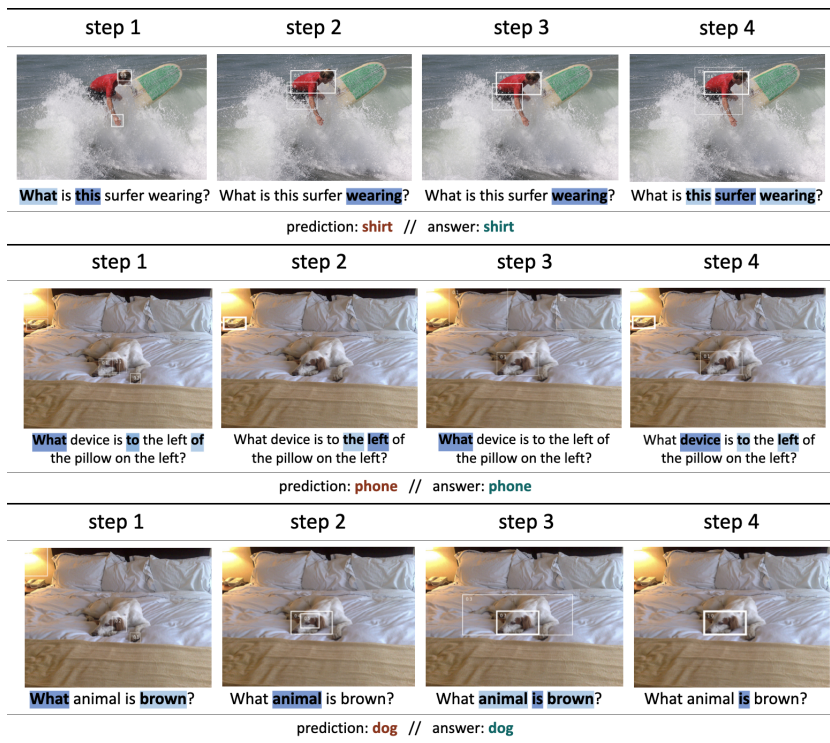 step 1 step 2 step 3 step 4
What is this surfer wearing? What is this surfer wearing? What is this surfer wearing? What is this surfer wearing?
prediction: shirt // answer: shirt
step 1 step 2 step 3 step 4
What device is to the left of What device is to the left of What device is to the left of What device is to the left of
the pillow on the left? the pillow on the left? the pillow on the left? the pillow on the left?
prediction: phone // answer: phone
step 1 step 2 step 3 step 4
What animal is brown? What animal is brown? What animal is brown? What animal is brown?
prediction: dog // answer: dog